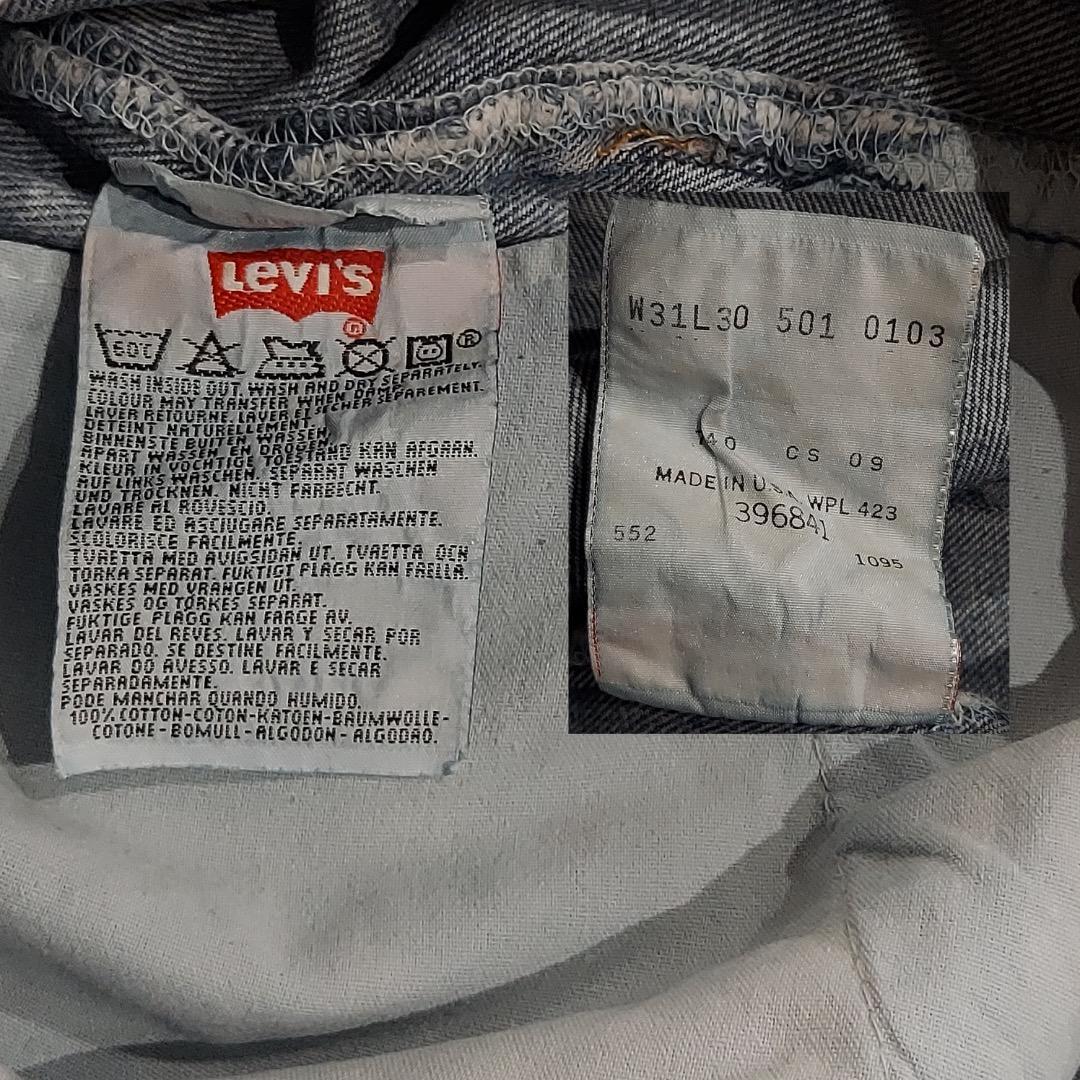 LEVI'S
®
60C
®
WASH INSIDE OUT. WASH AND DRY SEPARATELY.
COLOUR MAY TRANSFER WHEN DAMP.
LAVER RETOURNE. LAVER ET SECHER SEPAREMENT.
DETEINT NATURELLEMENT.
BINNENSTE BUITEN WASSEN.
APART WASSEN EN DROGEN.
KLEUR IN VOCHTIGE TOESTAND KAN AFGAAN.
AUF LINKS WASCHEN. SEPARAT WASCHEN
UND TROCKNEN. NICHT FARBECHT.
LAVARE AL ROVESCIO.
LAVARE ED ASCIUGARE SEPARATAMENTE.
SCOLORISCE FACILMENTE.
TVAETTA MED AVIGSIDAN UT. TVAETTA OCH
TORKA SEPARAT. FUKTIGT PLAGG KAN FAELLA.
VASKES MED VRANGEN UT.
VASKES OG TORKES SEPARAT.
FUKTIGE PLAGG KAN FARGE AV.
LAVAR DEL REVES. LAVAR Y SECAR POR
SEPARADO. SE DESTINE FACILMENTE.
LAVAR DO AVESSO. LAVAR E SECAR
SEPARADAMENTE.
PODE MANCHAR QUANDO HUMIDO.
100% COTTON-COTON-KATOEN-BAUMWOLLE-
COTONE-BOMULL-ALGODON-ALGODAO.
W31L30 501 0103
140 CS 09
MADE IN U.S. WPL 423
396841
552
1095